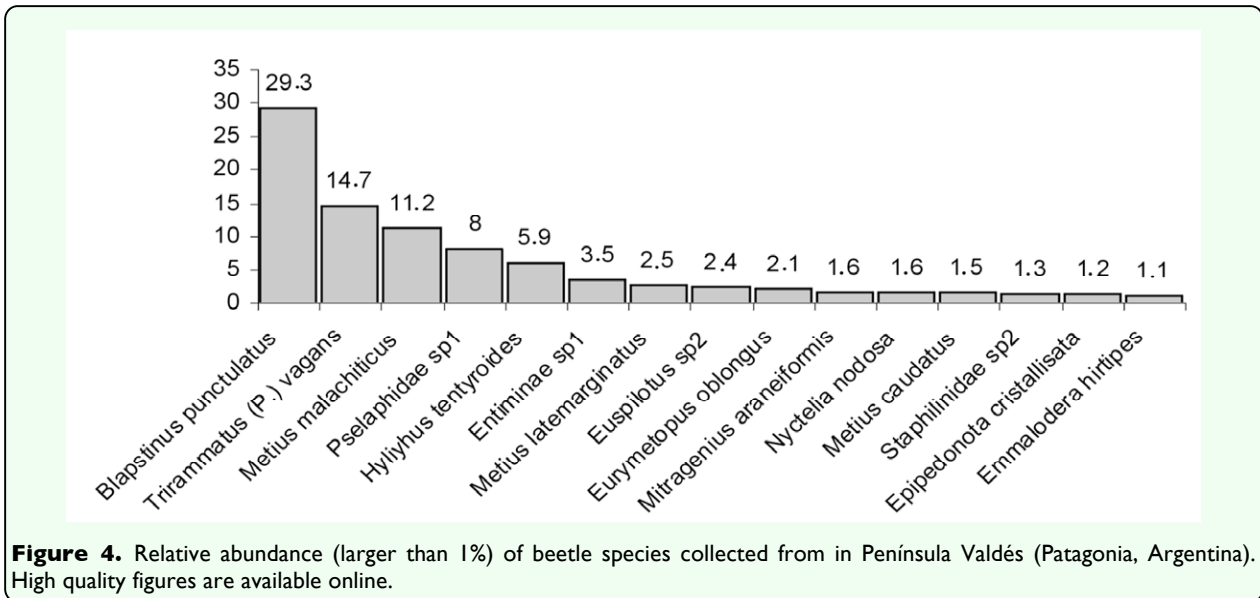 35
30
25
20
15
10
5
0
29.3
14.7
11.2
8
5.9
3.5
2.5
2.4
2.1
1.6
1.6
1.5
1.3
1.2
1.1
Blapstinus punctulatus
Trirammatus (P.) vagans
Metius malachiticus
Pselaphidae sp1
Hyliyhus tentyroides
Entiminae sp1
Metius latemarginatus
Euspilotus sp2
Eurymetopus oblongus
Mitragenius araneiformis
Nyctelia nodosa
Metius caudatus
Staphilinidae sp2
Epipedonota cristallisata
Emmalodera hirtipes
Figure 4. Relative abundance (larger than 1%) of beetle species collected from in Península Valdés (Patagonia, Argentina).
High quality figures are available online.